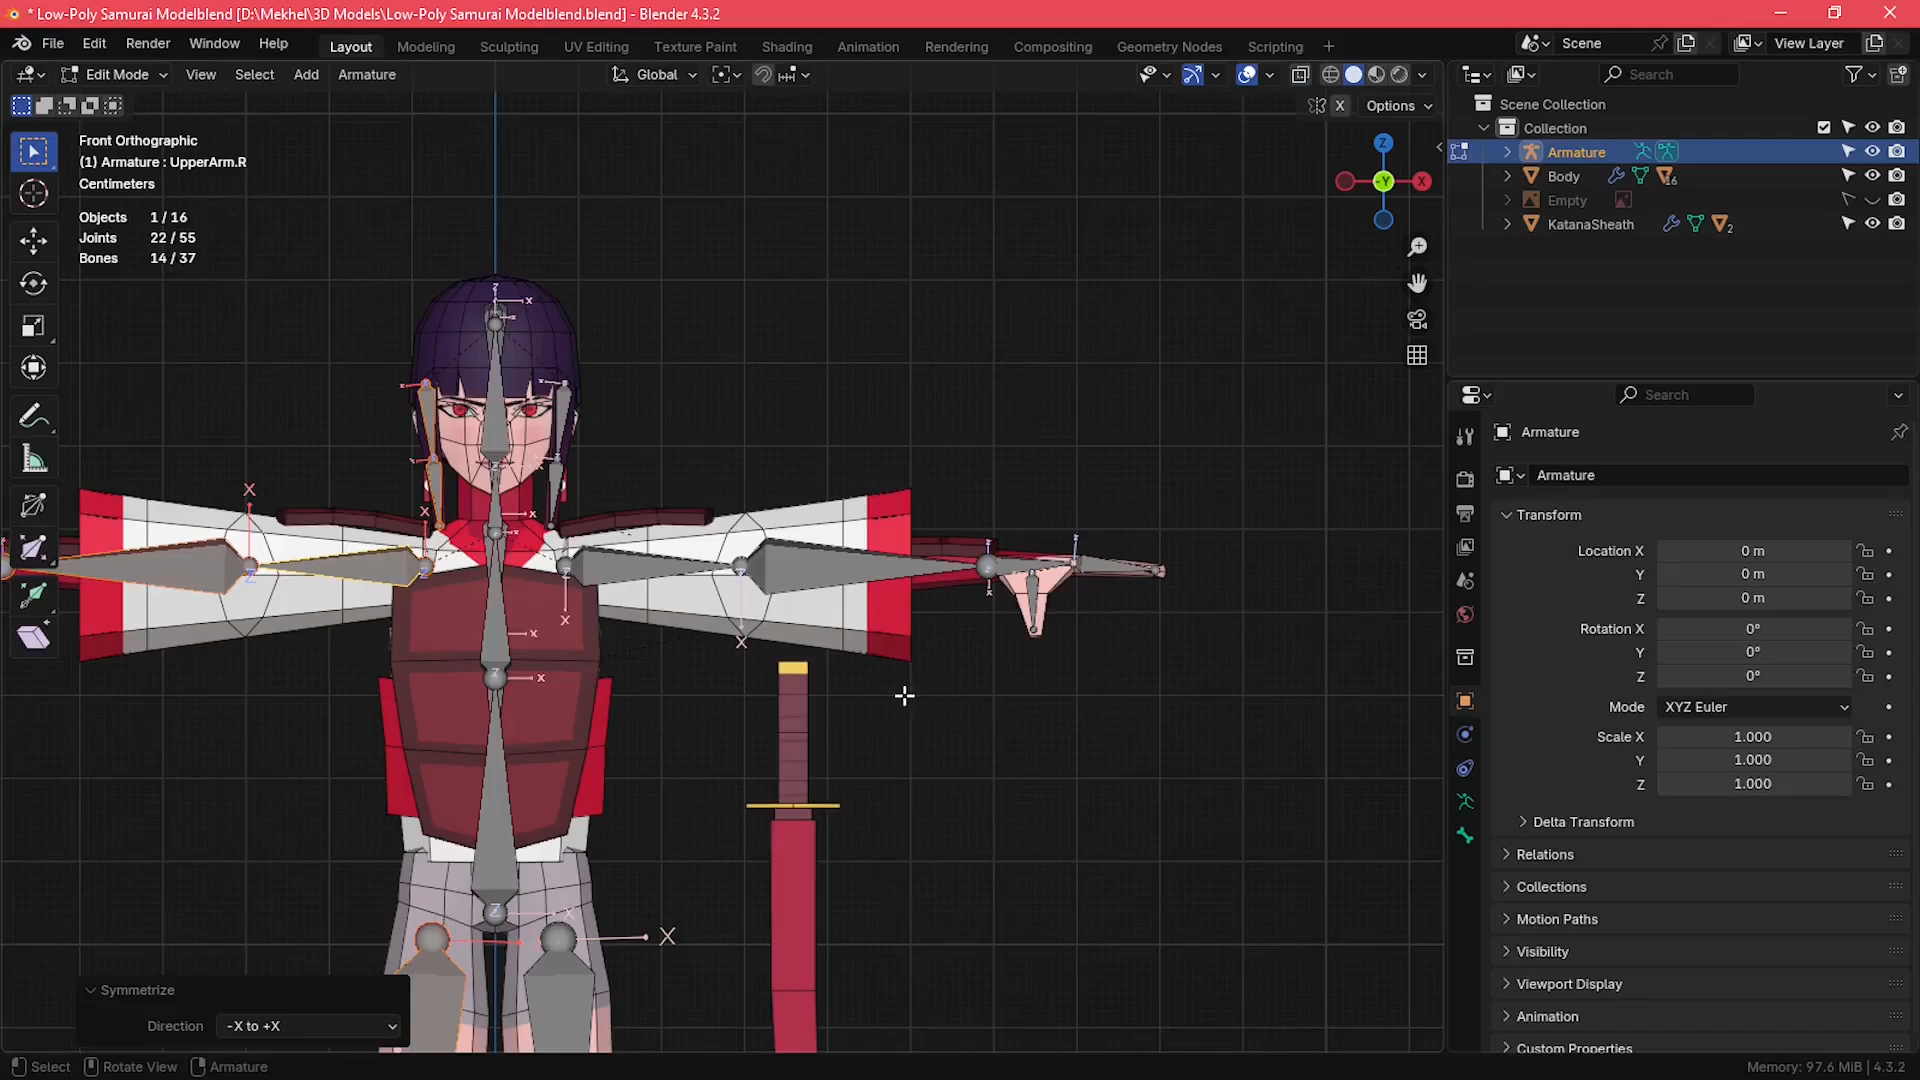 * Low-Poly Samurai Modelblend [D:\Mekhel\3D Models\Low-Poly Samurai Modelblend.blend] - Blender 4.3.2
File Edit Render Window Help
Layout Modeling Sculpting UV Editing Texture Paint Shading Animation Rendering Compositing Geometry Nodes Scripting +
Scene
View Layer
Edit Mode View Select Add Armature
Global
Search
X Options
Scene Collection
Collection
Armature
Body 16
Empty
KatanaSheath 2
Front Orthographic
(1) Armature : UpperArm.R
Centimeters
Objects 1 / 16
Joints 22 / 55
Bones 14 / 37
Z
-Y
X
Search
Armature
Armature
Transform
Location X 0 m
Y 0 m
Z 0 m
Rotation X 0°
Y 0°
Z 0°
Mode XYZ Euler
Scale X 1.000
Y 1.000
Z 1.000
Delta Transform
Relations
Collections
Motion Paths
Visibility
Viewport Display
Animation
Custom Properties
Symmetrize
Direction -X to +X
Select Rotate View Armature
Memory: 97.6 MiB | 4.3.2